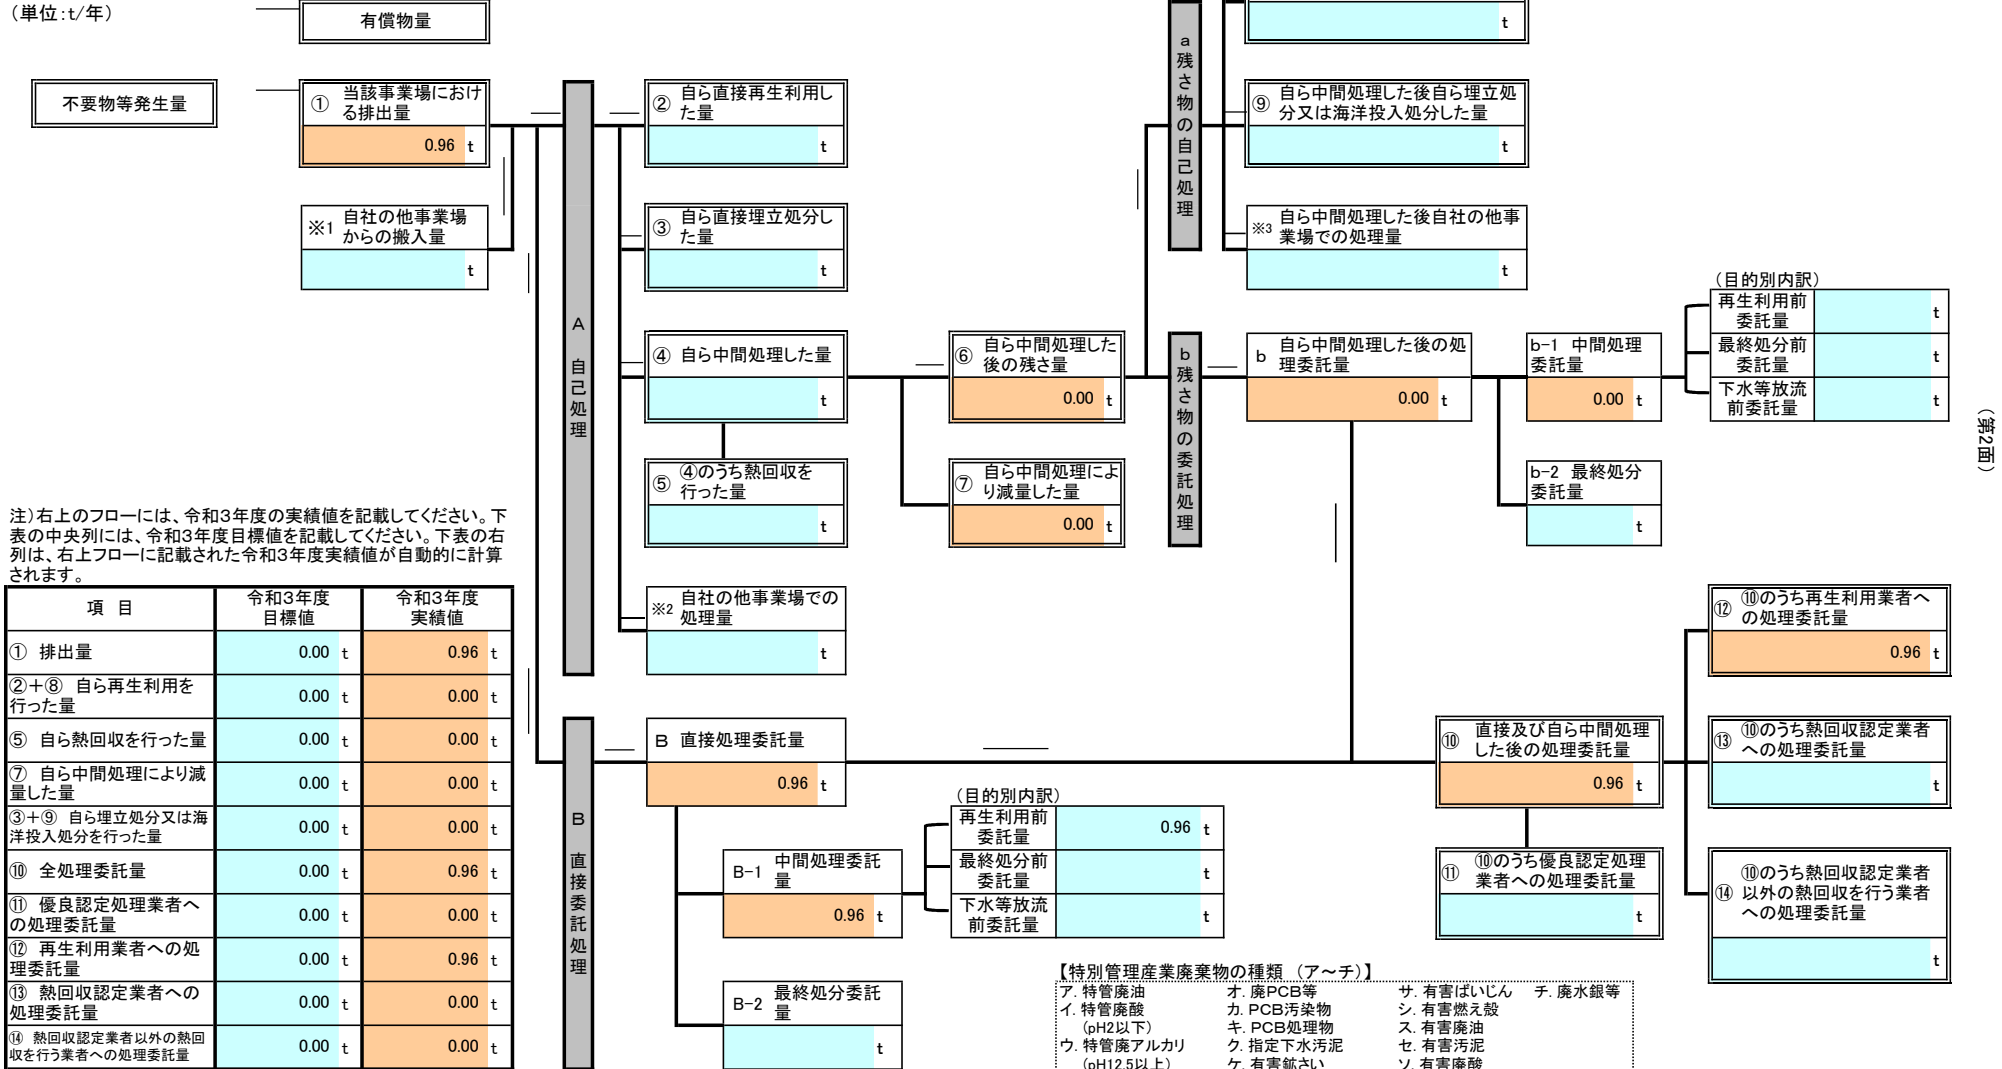 （単位：t/年）
有償物量
t
不要物等発生量
① 当該事業場におけ
る排出量
0.96 t
※1 自社の他事業場
からの搬入量
t
A 自己処理
② 自ら直接再生利用し
た量
t
③ 自ら直接埋立処分し
た量
t
④ 自ら中間処理した量
t
⑤ ④のうち熱回収を
行った量
t
※2 自社の他事業場での
処理量
t
⑥ 自ら中間処理した
後の残さ量
0.00 t
⑦ 自ら中間処理によ
り減量した量
0.00 t
a 残さ物の自己処理
⑨ 自ら中間処理した後自ら埋立処
分又は海洋投入処分した量
t
※3 自ら中間処理した後自社の他事
業場での処理量
t
b 残さ物の委託処理
b 自ら中間処理した後の処
理委託量
0.00 t
b-1 中間処理
委託量
0.00 t
b-2 最終処分
委託量
t
（目的別内訳）
再生利用前
委託量
t
最終処分前
委託量
t
下水等放流
前委託量
t
（第2面）
注）右上のフローには、令和3年度の実績値を記載してください。下
表の中央列には、令和3年度目標値を記載してください。下表の右
列は、右上フローに記載された令和3年度実績値が自動的に計算
されます。
項 目 令和3年度 令和3年度
目標値 実績値
① 排出量 0.00 t 0.96 t
②＋⑧ 自ら再生利用を
行った量 0.00 t 0.00 t
⑤ 自ら熱回収を行った量 0.00 t 0.00 t
⑦ 自ら中間処理により減
量した量 0.00 t 0.00 t
③＋⑨ 自ら埋立処分又は海
洋投入処分を行った量 0.00 t 0.00 t
⑩ 全処理委託量 0.00 t 0.96 t
⑪ 優良認定処理業者へ
の処理委託量 0.00 t 0.00 t
⑫ 再生利用業者への処
理委託量 0.00 t 0.96 t
⑬ 熱回収認定業者への
処理委託量 0.00 t 0.00 t
⑭ 熱回収認定業者以外の熱回
収を行う業者への処理委託量 0.00 t 0.00 t
B 直接委託処理
B 直接処理委託量
0.96 t
B-1 中間処理委託
量
0.96 t
B-2 最終処分委託
量
t
（目的別内訳）
再生利用前
委託量
0.96 t
最終処分前
委託量
t
下水等放流
前委託量
t
⑩ 直接及び自ら中間処理
した後の処理委託量
0.96 t
⑪ ⑩のうち優良認定処理
業者への処理委託量
t
⑫ ⑩のうち再生利用業者へ
の処理委託量
0.96 t
⑬ ⑩のうち熱回収認定業者
への処理委託量
t
⑭ ⑩のうち熱回収認定業者
以外の熱回収を行う業者
への処理委託量
t
【特別管理産業廃棄物の種類 （ア～チ）】
ア. 特管廃油 オ. 廃PCB等 サ. 有害ばいじん チ. 廃水銀等
イ. 特管廃酸 カ. PCB汚染物 シ. 有害燃え殻
（pH2以下） キ. PCB処理物 ス. 有害廃油
ウ. 特管廃アルカリ ク. 指定下水汚泥 セ. 有害汚泥
（pH12.5以上） ケ. 有害鉱さい ソ. 有害廃酸